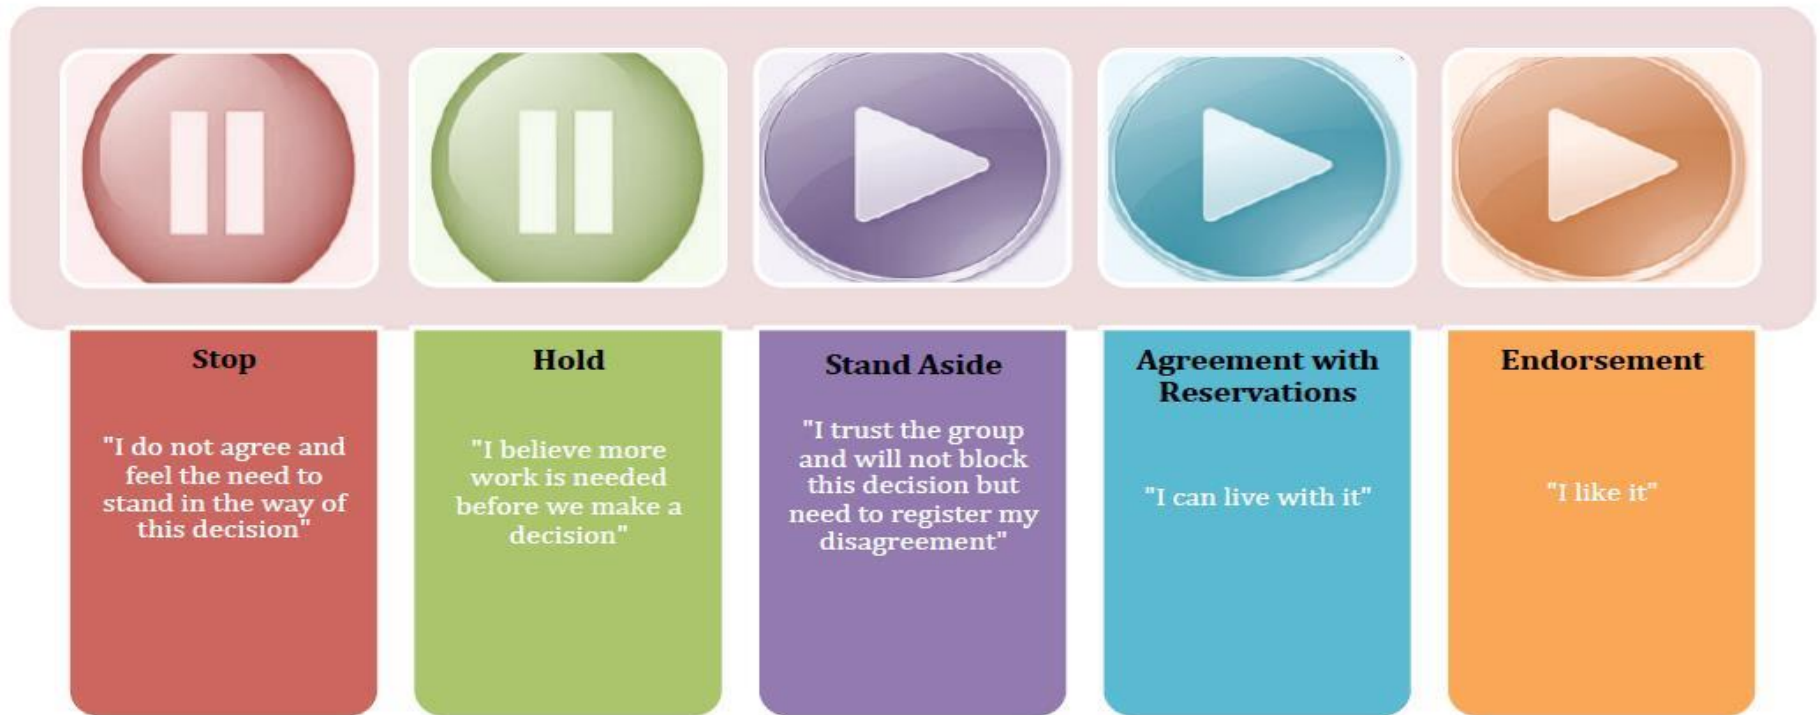 Stop
"I do not agree and
feel the need to
stand in the way of
this decision"
Hold
"I believe more
work is needed
before we make a
decision"
Stand Aside
"I trust the group
and will not block
this decision but
need to register my
disagreement"
Agreement with
Reservations
"I can live with it"
Endorsement
"I like it"